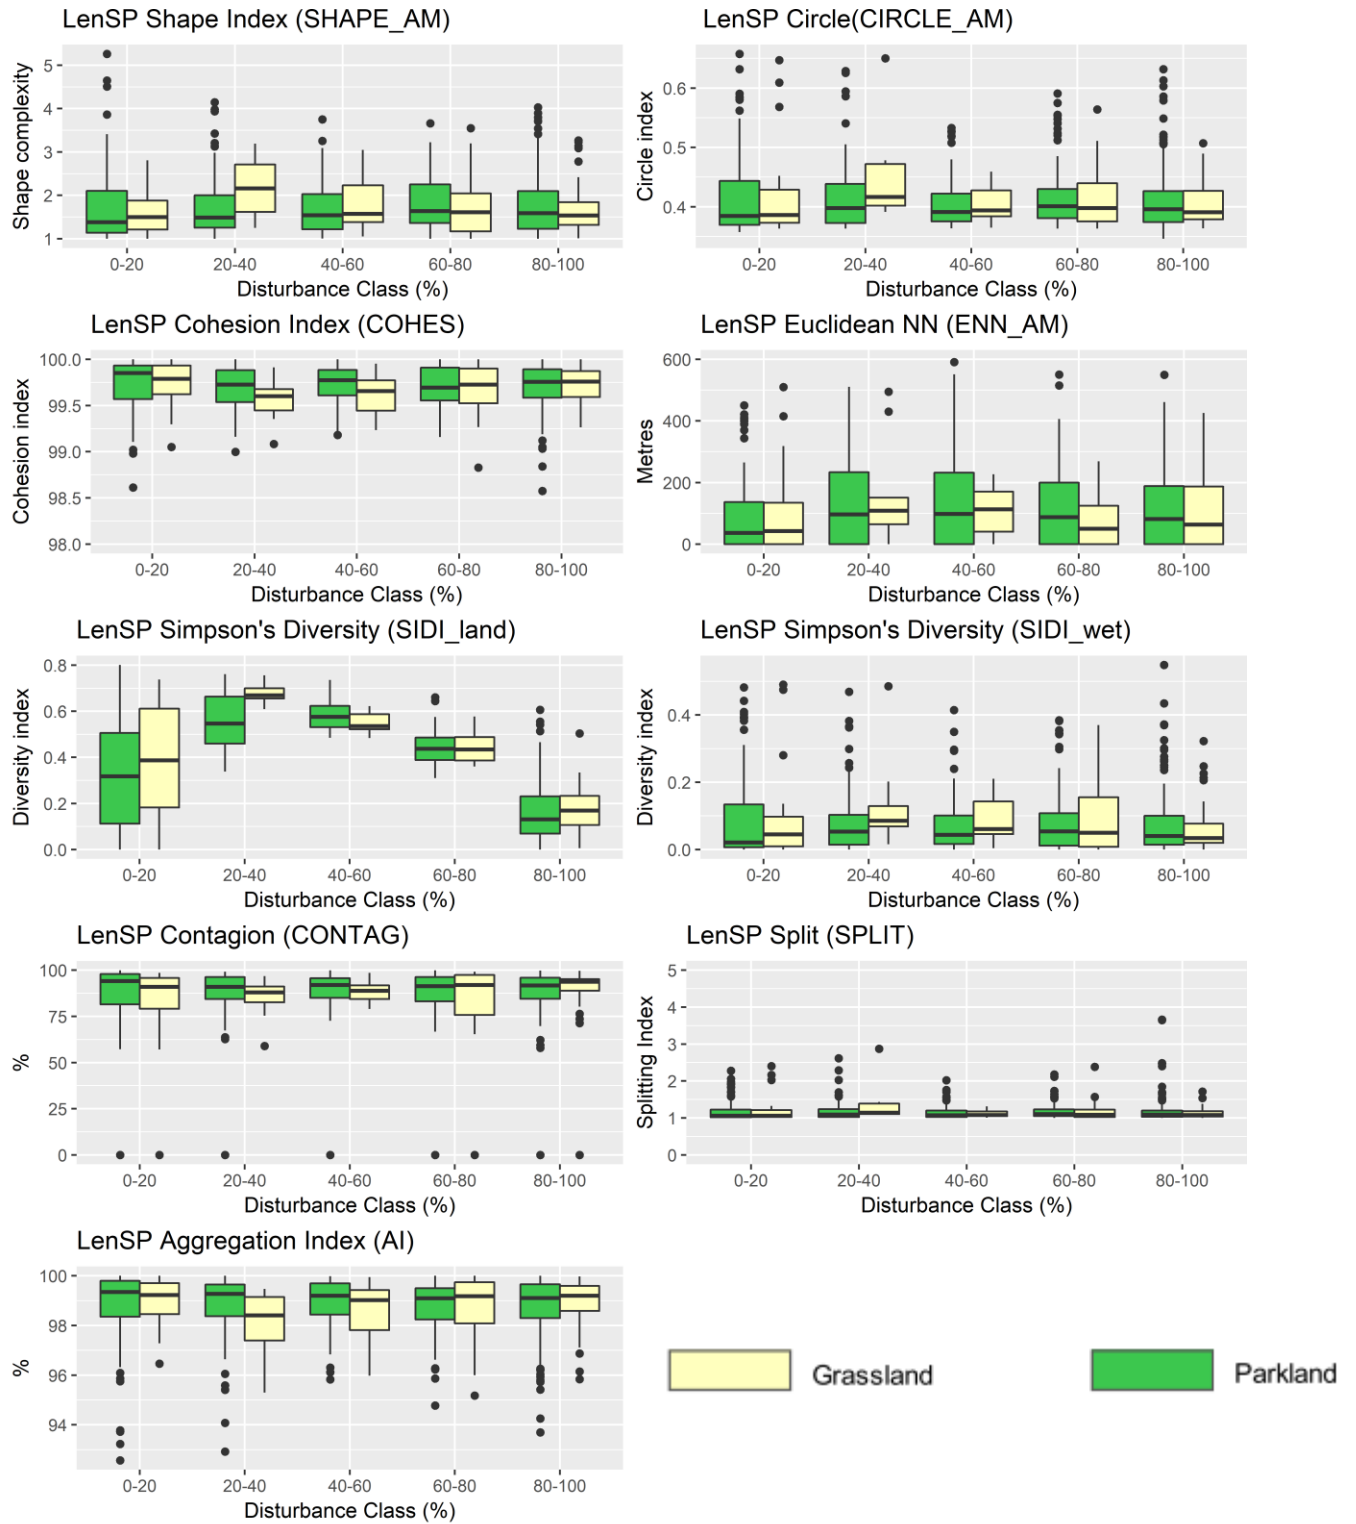 LenSP Shape Index (SHAPE_AM)
Shape complexity
5
4
3
2
1
0-20 20-40 40-60 60-80 80-100
Disturbance Class (%)
LenSP Circle(CIRCLE_AM)
Circle index
0.6
0.5
0.4
0-20 20-40 40-60 60-80 80-100
Disturbance Class (%)
LenSP Cohesion Index (COHES)
Cohesion index
100.0
99.5
99.0
98.5
98.0
0-20 20-40 40-60 60-80 80-100
Disturbance Class (%)
LenSP Euclidean NN (ENN_AM)
Metres
600
400
200
0
0-20 20-40 40-60 60-80 80-100
Disturbance Class (%)
LenSP Simpson's Diversity (SIDI_land)
Diversity index
0.8
0.6
0.4
0.2
0.0
0-20 20-40 40-60 60-80 80-100
Disturbance Class (%)
LenSP Simpson's Diversity (SIDI_wet)
Diversity index
0.4
0.2
0.0
0-20 20-40 40-60 60-80 80-100
Disturbance Class (%)
LenSP Contagion (CONTAG)
%
100
75
50
25
0
0-20 20-40 40-60 60-80 80-100
Disturbance Class (%)
LenSP Split (SPLIT)
Splitting Index
5
4
3
2
1
0
0-20 20-40 40-60 60-80 80-100
Disturbance Class (%)
LenSP Aggregation Index (AI)
%
100
98
96
94
0-20 20-40 40-60 60-80 80-100
Disturbance Class (%)
Grassland
Parkland